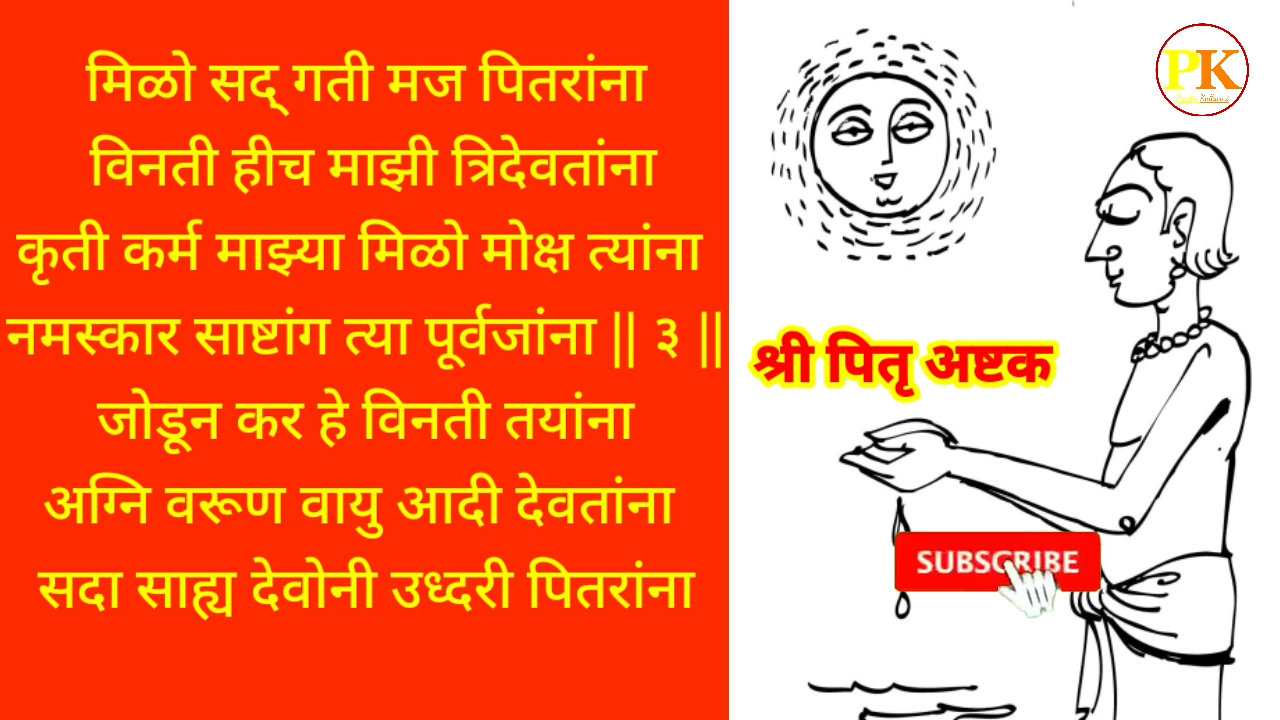 मिळो सद् गती मज पितरांना
विनती हीच माझी त्रिदेवतांना
कृती कर्म माझ्या मिळो मोक्ष त्यांना
नमस्कार साष्टांग त्या पूर्वजांना || ३ ||
जोडून कर हे विनती तयांना
अग्नि वरूण वायु आदी देवतांना
सदा साह्य देवोनी उध्दरी पितरांना
PK
श्री पितृ अष्टक
SUBSCRIBE